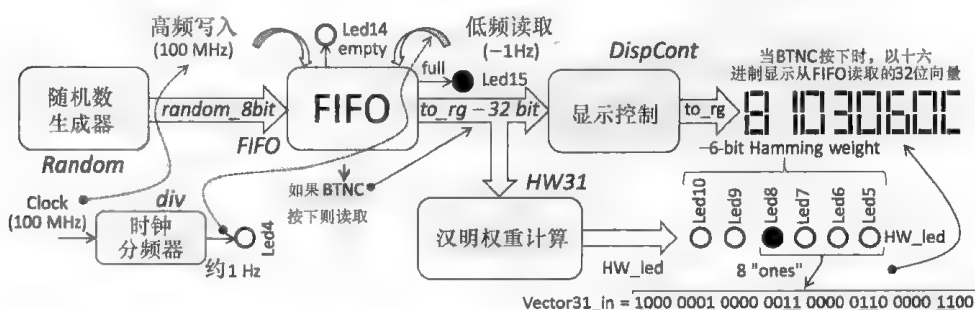 高频写入
(100 MHz)
Led14
empty
低频读取
(~1Hz)
full
Led15
DispCont
当BTNC按下时，以十六
进制显示从FIFO读取的32位向量
随机数
生成器
random_8bit
FIFO
FIFO
to_rg－32 bit
显示控制
to_rg
8 103060C
Random
6-bit Hamming weight
Clock
(100 MHz)
div
时钟
分频器
Led4
约1 Hz
如果BTNC
按下则读取
HW31
汉明权重计算
HW_led
Led10
Led9
Led8
Led7
Led6
Led5
HW_led
8 "ones"
Vector31_in = 1000 0001 0000 0011 0000 0110 0000 1100